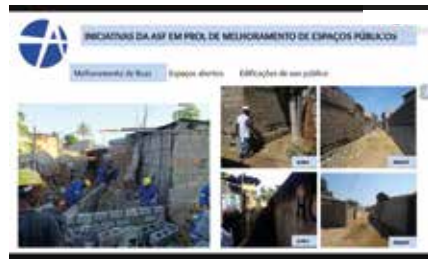 INICIATIVAS DA ASF EM PROL DE MELHORAMENTO DE ESPAÇOS PÚBLICOS
Melhoramento de Ruas Espaços abertos Edificações de uso público